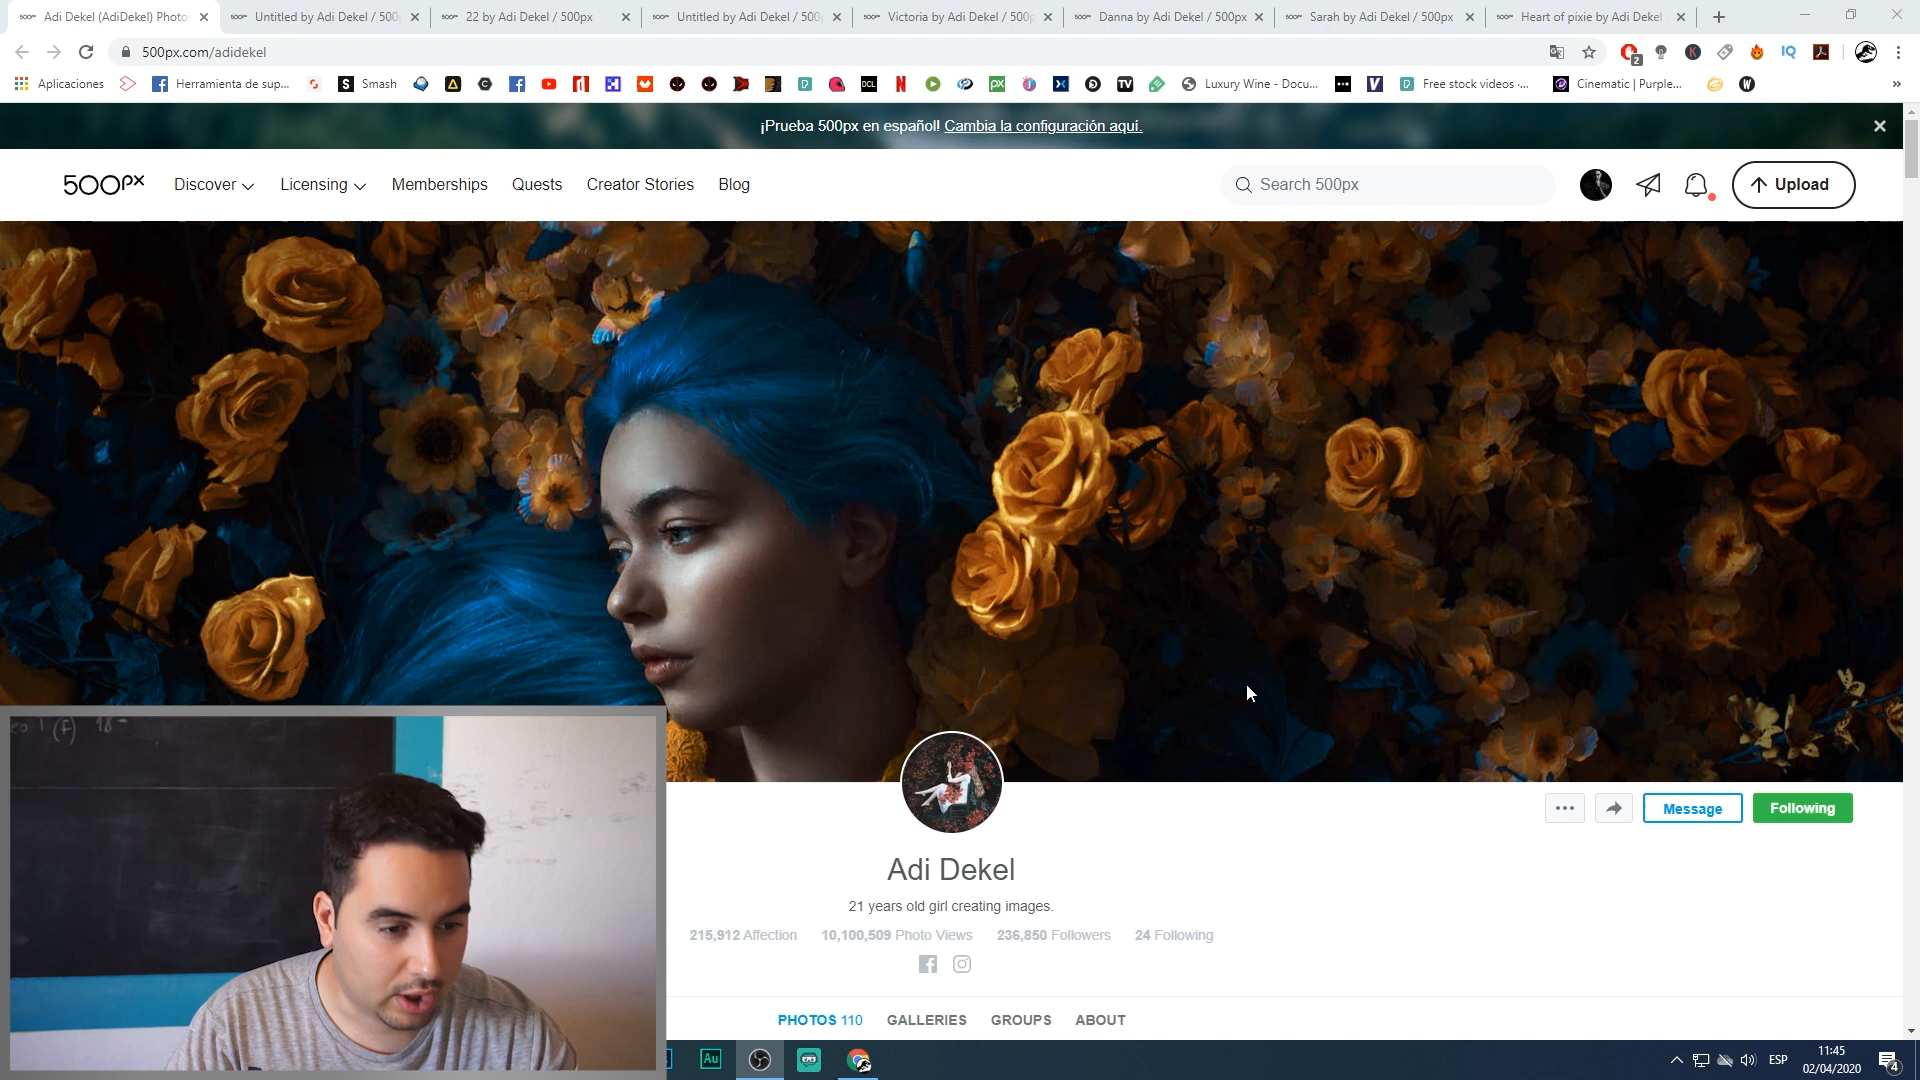 Adi Dekel (AdiDekel) Photo
Untitled by Adi Dekel / 500
22 by Adi Dekel / 500px
Untitled by Adi Dekel / 500
Victoria by Adi Dekel / 500p
Danna by Adi Dekel / 500px
Sarah by Adi Dekel / 500px
Heart of pixie by Adi Dekel
500px.com/adidekel
Aplicaciones
Herramienta de sup...
Smash
Luxury Wine - Docu...
Free stock videos -...
Cinematic | Purple...
¡Prueba 500px en español! Cambia la configuración aquí.
500px
Discover
Licensing
Memberships
Quests
Creator Stories
Blog
Search 500px
Upload
Message
Following
Adi Dekel
21 years old girl creating images.
215,912 Affection
10,100,509 Photo Views
236,850 Followers
24 Following
PHOTOS 110
GALLERIES
GROUPS
ABOUT
Au
ESP
11:45
02/04/2020
4